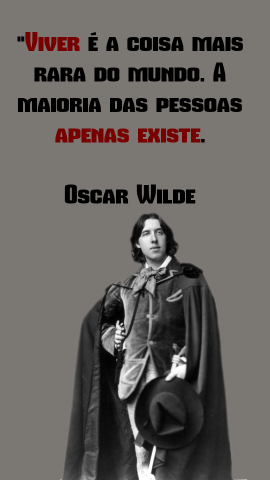 "Viver é a coisa mais
rara do mundo. A
maioria das pessoas
apenas existe.
Oscar Wilde